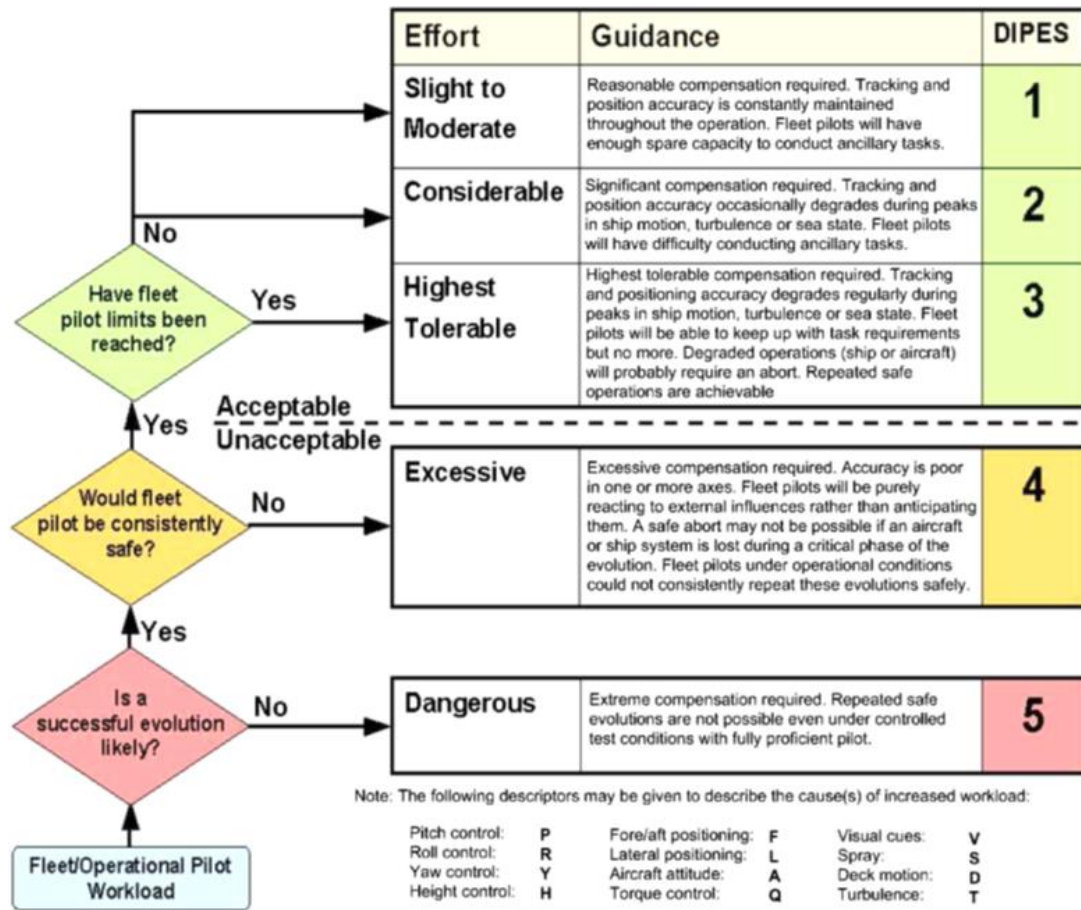 Effort Guidance DIPES
Slight to
Moderate
Reasonable compensation required. Tracking and
position accuracy is constantly maintained
throughout the operation. Fleet pilots will have
enough spare capacity to conduct ancillary tasks.
1
Considerable
Significant compensation required. Tracking and
position accuracy occasionally degrades during peaks
in ship motion, turbulence or sea state. Fleet pilots
will have difficulty conducting ancillary tasks.
2
No
Have fleet
pilot limits been
reached?
Yes
Highest
Tolerable
Highest tolerable compensation required. Tracking
and positioning accuracy degrades regularly during
peaks in ship motion, turbulence or sea state. Fleet
pilots will be able to keep up with task requirements
but no more. Degraded operations (ship or aircraft)
will probably require an abort. Repeated safe
operations are achievable
3
Yes
Acceptable
Unacceptable
Would fleet
pilot be consistently
safe?
No
Excessive
Excessive compensation required. Accuracy is poor
in one or more axes. Fleet pilots will be purely
reacting to external influences rather than anticipating
them. A safe abort may not be possible if an aircraft
or ship system is lost during a critical phase of the
evolution. Fleet pilots under operational conditions
could not consistently repeat these evolutions safely.
4
Yes
Is a
successful evolution
likely?
No
Dangerous
Extreme compensation required. Repeated safe
evolutions are not possible even under controlled
test conditions with fully proficient pilot.
5
Fleet/Operational Pilot
Workload
Note: The following descriptors may be given to describe the cause(s) of increased workload:
Pitch control: P Fore/aft positioning: F Visual cues: V
Roll control: R Lateral positioning: L Spray: S
Yaw control: Y Aircraft attitude: A Deck motion: D
Height control: H Torque control: Q Turbulence: T